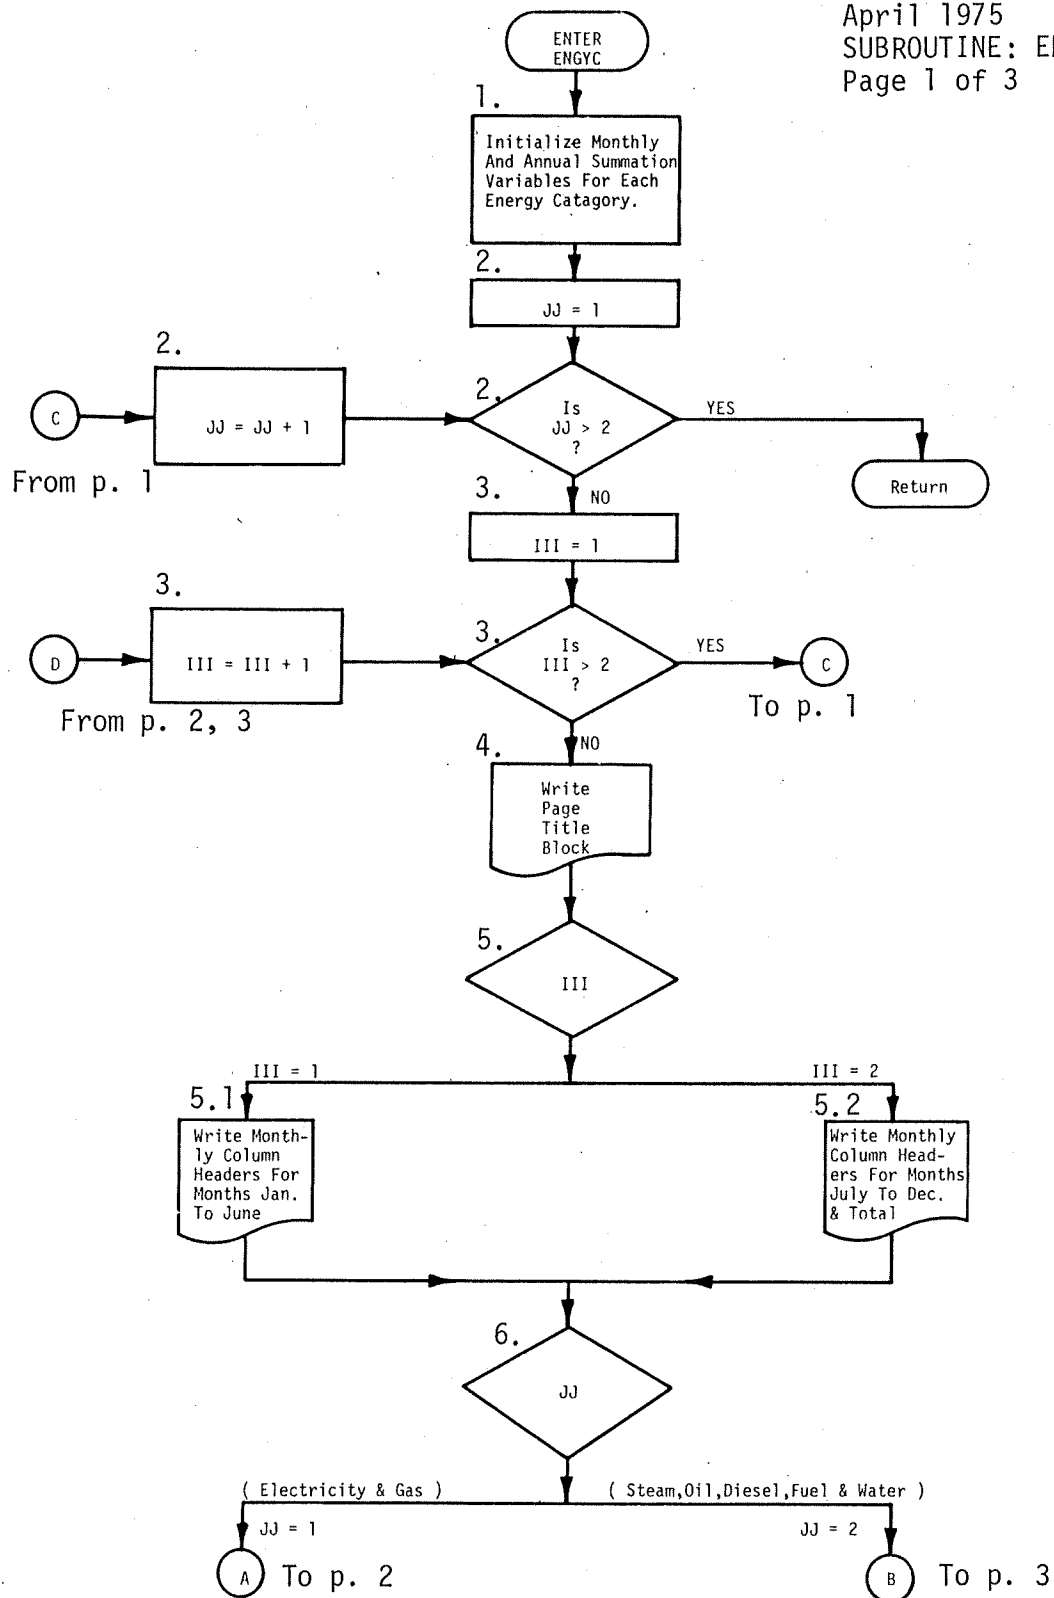 April 1975
SUBROUTINE:
Page 1 of 3
ENTER
ENGYC
1.
Initialize Monthly
And Annual Summation
Variables For Each
Energy Catagory.
2.
JJ = 1
2.
C
JJ = JJ + 1
From p. 1
2.
Is
JJ > 2
?
YES
Return
NO
3.
III = 1
3.
D
III = III + 1
From p. 2, 3
3.
Is
III > 2
?
YES
C
To p. 1
NO
4.
Write
Page
Title
Block
5.
III
III = 1
III = 2
5.1
Write Month-
ly Column
Headers For
Months Jan.
To June
5.2
Write Monthly
Column Head-
ers For Months
July To Dec.
& Total
6.
JJ
( Electricity & Gas )
( Steam,Oil,Diesel,Fuel & Water )
JJ = 1
JJ = 2
A
To p. 2
B
To p. 3